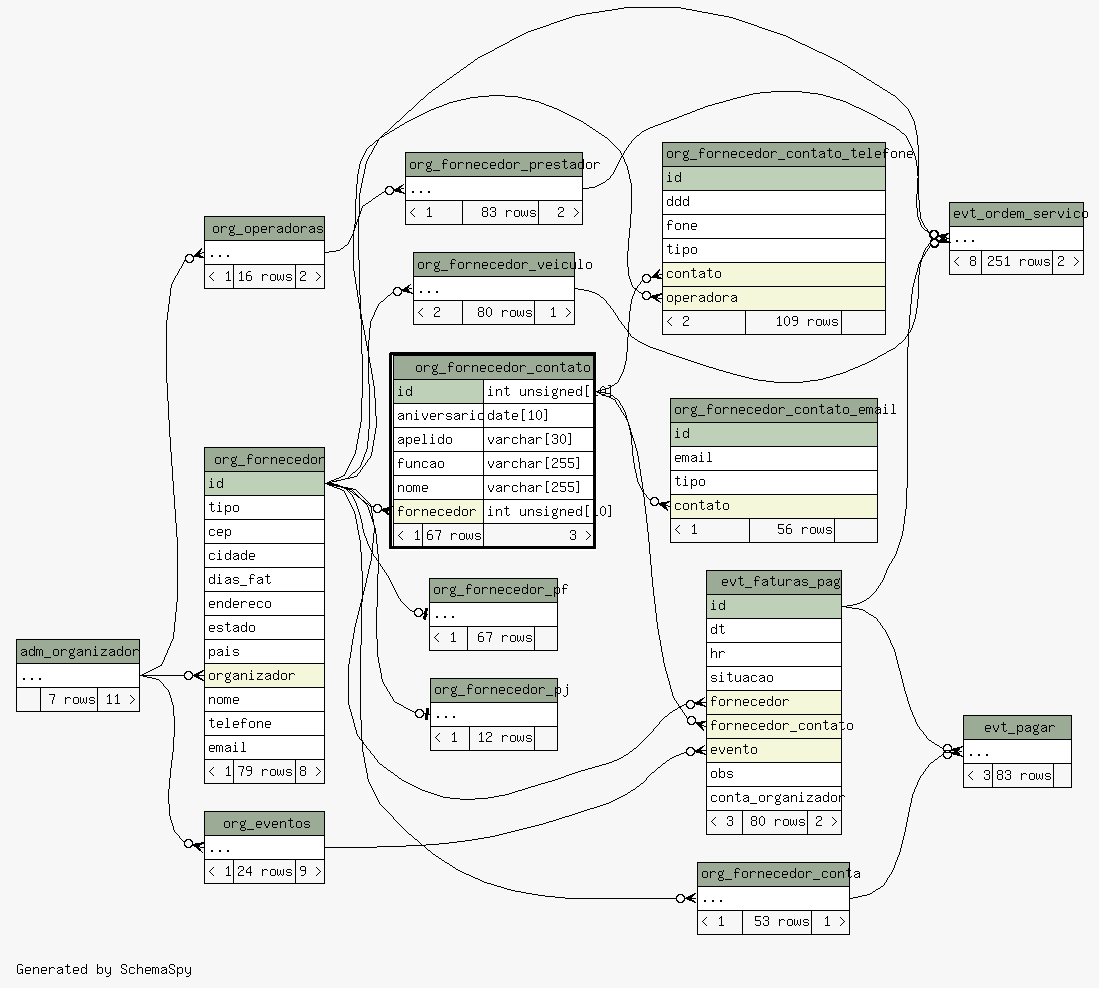 org_fornecedor_prestador
...
< 1 83 rows 2 >
org_fornecedor_contato_telefone
id
ddd
fone
tipo
contato
operadora
< 2 109 rows
evt_ordem_servico
...
< 8 251 rows 2 >
org_operadoras
...
< 1 16 rows 2 >
org_fornecedor_veiculo
...
< 2 80 rows 1 >
org_fornecedor_contato
id int unsigned[10]
aniversario date[10]
apelido varchar[30]
funcao varchar[255]
nome varchar[255]
fornecedor int unsigned[10]
< 1 67 rows 3 >
org_fornecedor_contato_email
id
email
tipo
contato
< 1 56 rows
org_fornecedor
id
tipo
cep
cidade
dias_fat
endereco
estado
pais
organizador
nome
telefone
email
< 1 79 rows 8 >
org_fornecedor_pf
...
< 1 67 rows
evt_faturas_pag
id
dt
hr
situacao
fornecedor
fornecedor_contato
evento
obs
conta_organizador
< 3 80 rows 2 >
adm_organizador
...
7 rows 11 >
org_fornecedor_pj
...
< 1 12 rows
evt_pagar
...
< 3 83 rows
org_eventos
...
< 1 24 rows 9 >
org_fornecedor_conta
...
< 1 53 rows 1 >
Generated by SchemaSpy